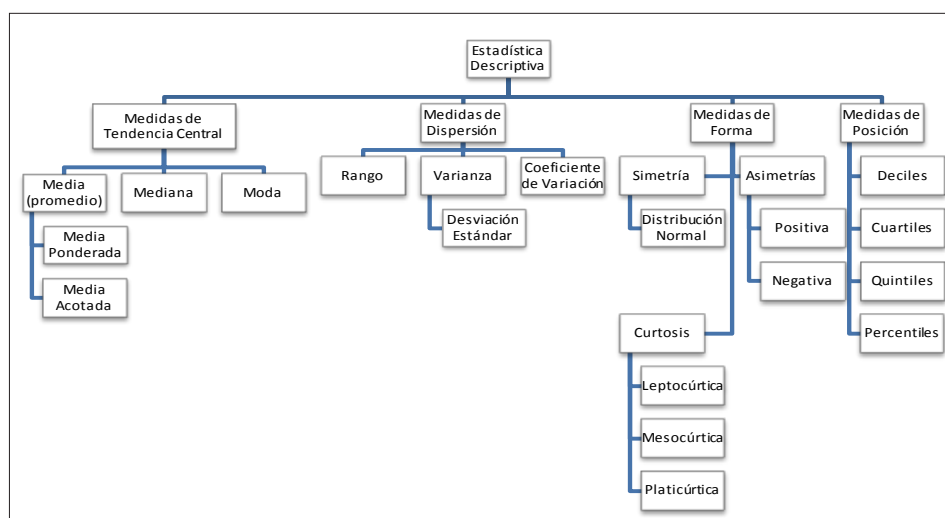 Estadística
Descriptiva
Medidas de
Tendencia Central
Medidas de
Dispersión
Medidas de
Forma
Medidas de
Posición
Media
(promedio)
Mediana
Moda
Rango
Varianza
Coeficiente
de Variación
Simetría
Asimetrías
Deciles
Media
Ponderada
Desviación
Estándar
Distribución
Normal
Positiva
Cuartiles
Media
Acotada
Negativa
Quintiles
Curtosis
Percentiles
Leptocúrtica
Mesocúrtica
Platicúrtica